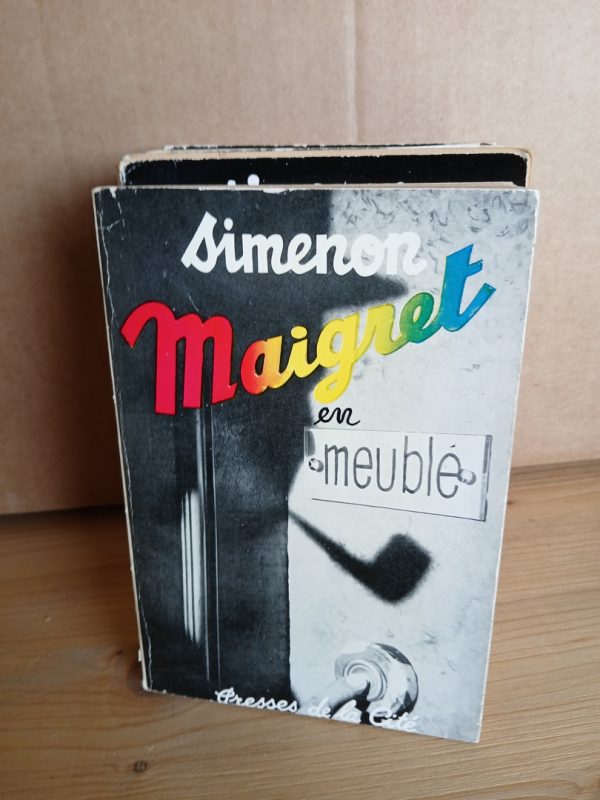 Simenon
Maigret
en
meublé
Presses de la Cité